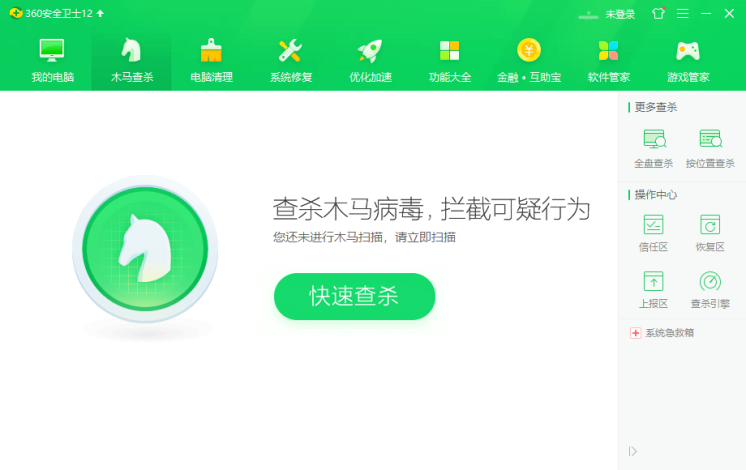 360安全卫士12
未登录
我的电脑
木马查杀
电脑清理
系统修复
优化加速
功能大全
金融•互助宝
软件管家
游戏管家
查杀木马病毒, 拦截可疑行为
您还未进行木马扫描，请立即扫描
快速查杀
更多查杀
全盘查杀
按位置查杀
操作中心
信任区
恢复区
上报区
查杀引擎
系统急救箱